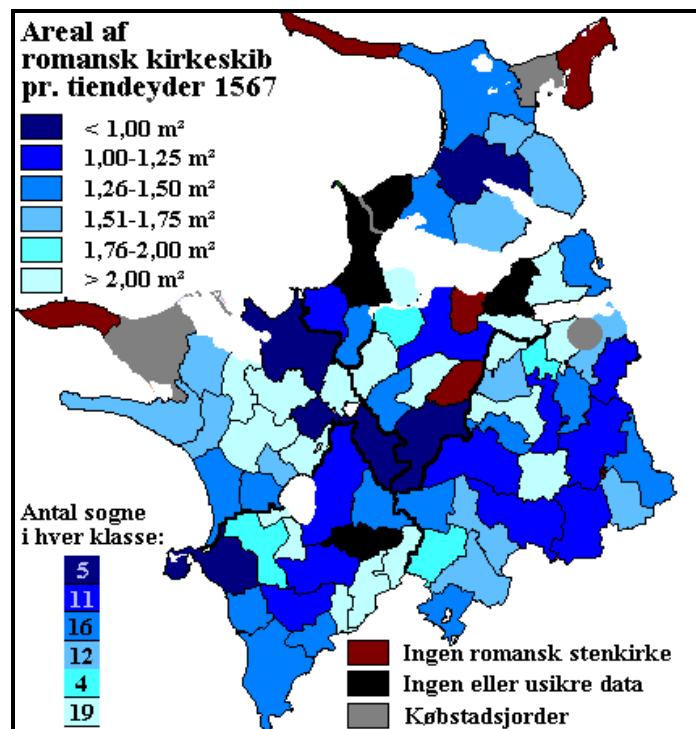 Areal af
romansk kirkeskib
pr. tiendeyder 1567
< 1,00 m²
1,00-1,25 m²
1,26-1,50 m²
1,51-1,75 m²
1,76-2,00 m²
> 2,00 m²
Antal sogne
i hver klasse:
5
11
16
12
4
19
Ingen romansk stenkirke
Ingen eller usikre data
Købstadsjorder